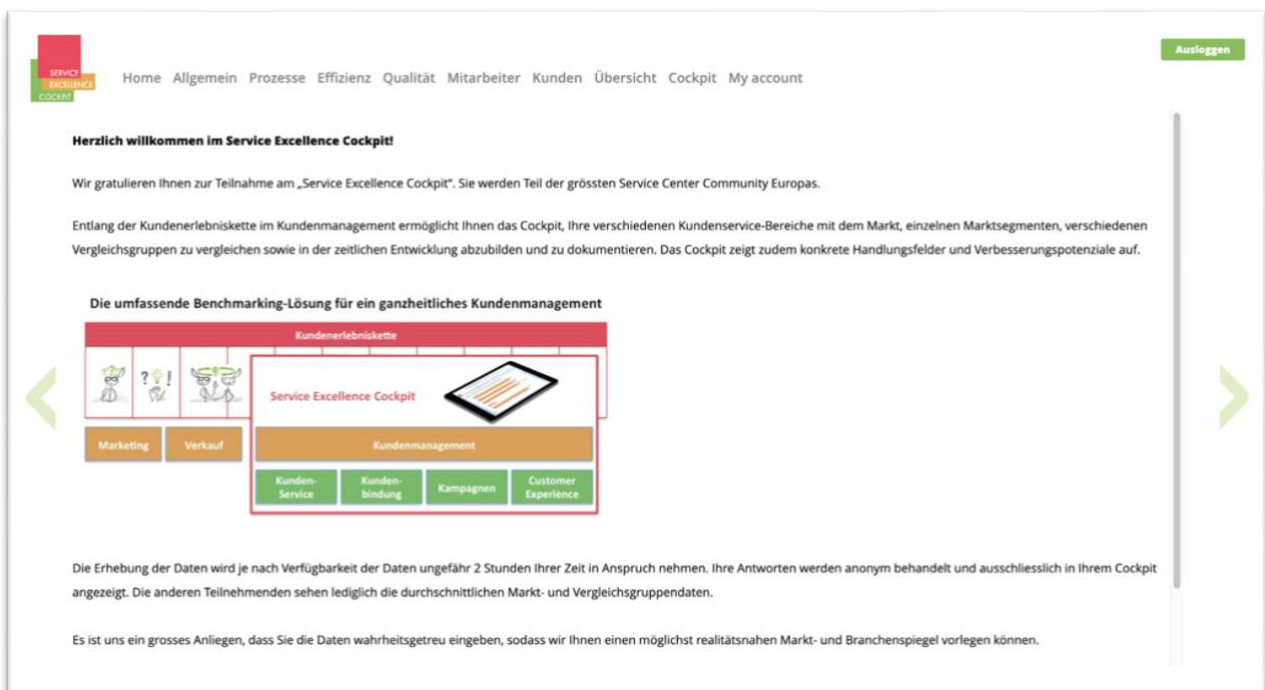 Ausloggen
SERVICE
EXCELLENCE
COCKPIT
Home Allgemein Prozesse Effizienz Qualität Mitarbeiter Kunden Übersicht Cockpit My account
Herzlich willkommen im Service Excellence Cockpit!
Wir gratulieren Ihnen zur Teilnahme am „Service Excellence Cockpit“. Sie werden Teil der grössten Service Center Community Europas.
Entlang der Kundenerlebniskette im Kundenmanagement ermöglicht Ihnen das Cockpit, Ihre verschiedenen Kundenservice-Bereiche mit dem Markt, einzelnen Marktsegmenten, verschiedenen
Vergleichsgruppen zu vergleichen sowie in der zeitlichen Entwicklung abzubilden und zu dokumentieren. Das Cockpit zeigt zudem konkrete Handlungsfelder und Verbesserungspotenziale auf.
Die umfassende Benchmarking-Lösung für ein ganzheitliches Kundenmanagement
Kundenerlebniskette
Service Excellence Cockpit
Marketing
Verkauf
Kundenmanagement
Kunden-
Service
Kunden-
bindung
Kampagnen
Customer
Experience
Die Erhebung der Daten wird je nach Verfügbarkeit der Daten ungefähr 2 Stunden Ihrer Zeit in Anspruch nehmen. Ihre Antworten werden anonym behandelt und ausschliesslich in Ihrem Cockpit
angezeigt. Die anderen Teilnehmenden sehen lediglich die durchschnittlichen Markt- und Vergleichsgruppendaten.
Es ist uns ein grosses Anliegen, dass Sie die Daten wahrheitsgetreu eingeben, sodass wir Ihnen einen möglichst realitätsnahen Markt- und Branchenspiegel vorlegen können.